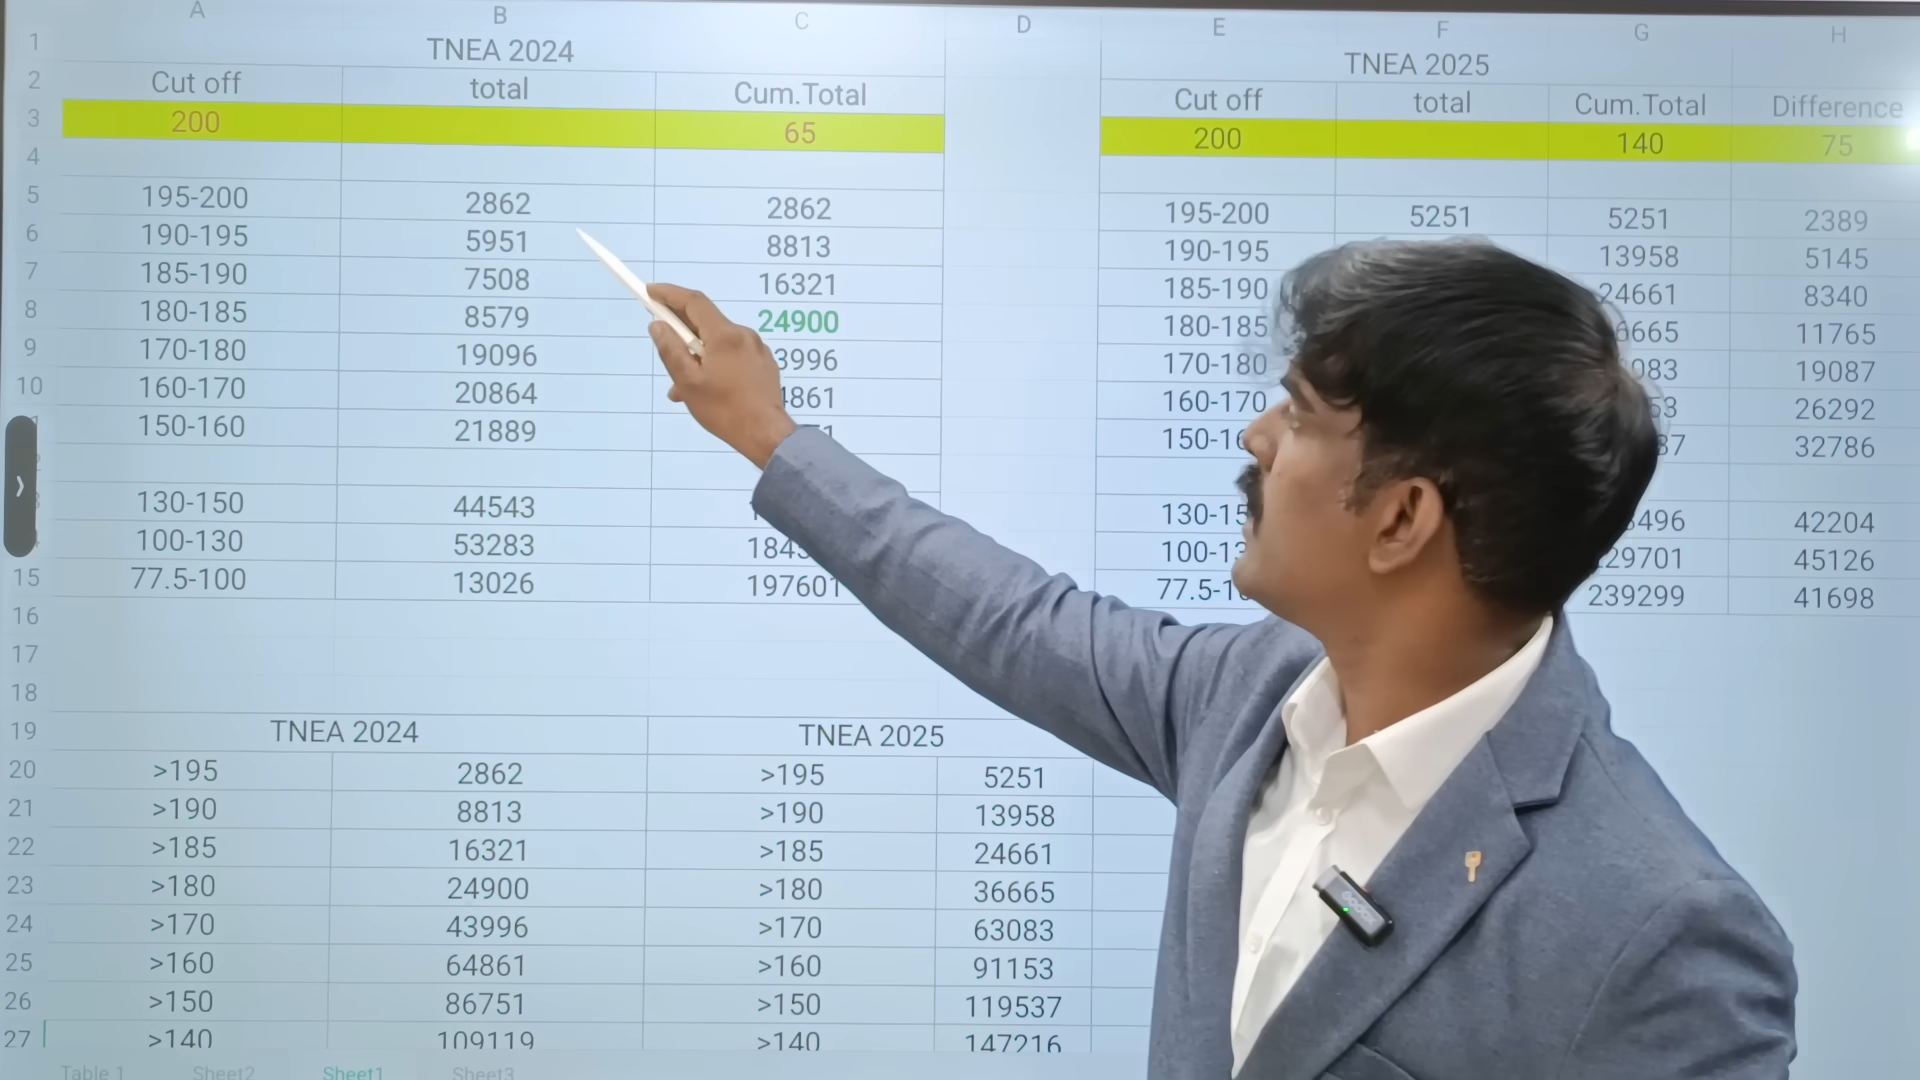 A B C D E F G H
1 TNEA 2024 TNEA 2025
2 Cut off total Cum.Total Cut off total Cum.Total Difference
3 200 65 200 140 75
4
5 195-200 2862 2862 195-200 5251 5251 2389
6 190-195 5951 8813 190-195 13958 5145
7 185-190 7508 16321 185-190 24661 8340
8 180-185 8579 24900 180-185 11765
9 170-180 19096 170-180 19087
10 160-170 20864 160-170 26292
150-160 21889 32786
130-150 44543 42204
100-130 53283 45126
15 77.5-100 13026 197601 239299 41698
16
17
18
19 TNEA 2024 TNEA 2025
20 >195 2862 >195 5251
21 >190 8813 >190 13958
22 >185 16321 >185 24661
23 >180 24900 >180 36665
24 >170 43996 >170 63083
25 >160 64861 >160 91153
26 >150 86751 >150 119537
27 >140 109119 >140 147216
Table 1 Sheet2 Sheet1 Sheet3